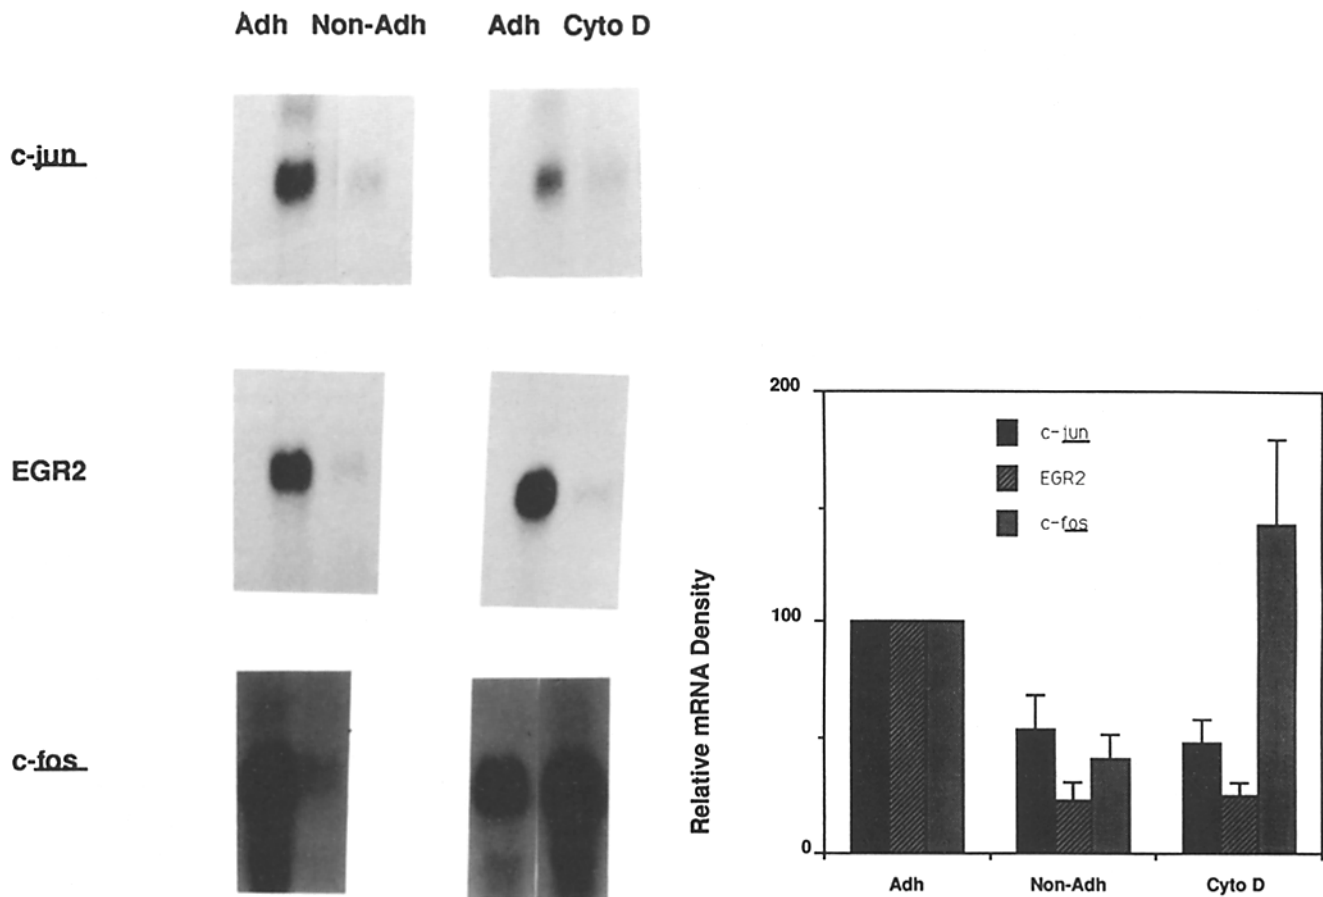 Adh Non-Adh Adh Cyto D
c-jun
EGR2
c-fos
Relative mRNA Density
200
100
0
c-jun
EGR2
c-fos
Adh Non-Adh Cyto D